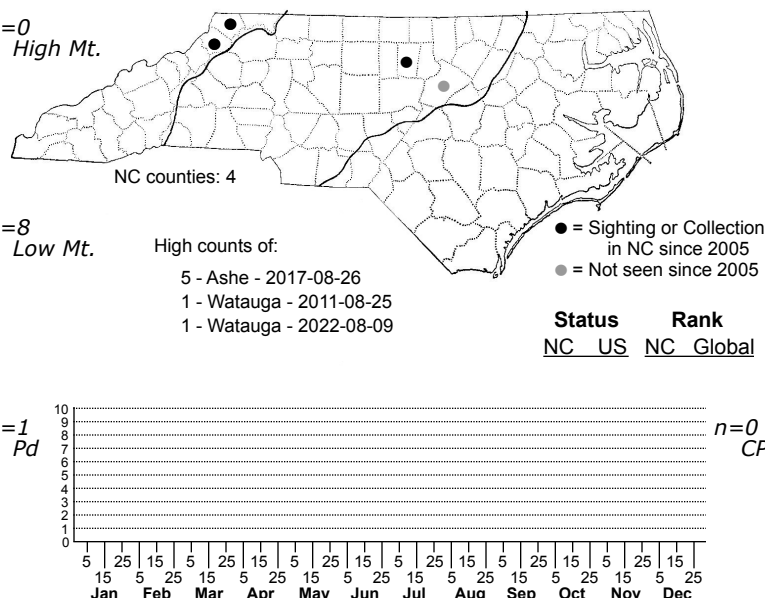 =0
High Mt.
NC counties: 4
=8
Low Mt.
High counts of:
5 - Ashe - 2017-08-26
1 - Watauga - 2011-08-25
1 - Watauga - 2022-08-09
= Sighting or Collection
in NC since 2005
= Not seen since 2005
Status Rank
NC US NC Global
=1
Pd
n=0
CP
10
9
8
7
6
5
4
3
2
1
0
5 25 15 5 25 15 5 25 15 5 25 15 5 25 15 5 25 15
15 5 25 15 5 25 15 5 25 15 5 25 15 5 25 15 5 25
Jan Feb Mar Apr May Jun Jul Aug Sep Oct Nov Dec